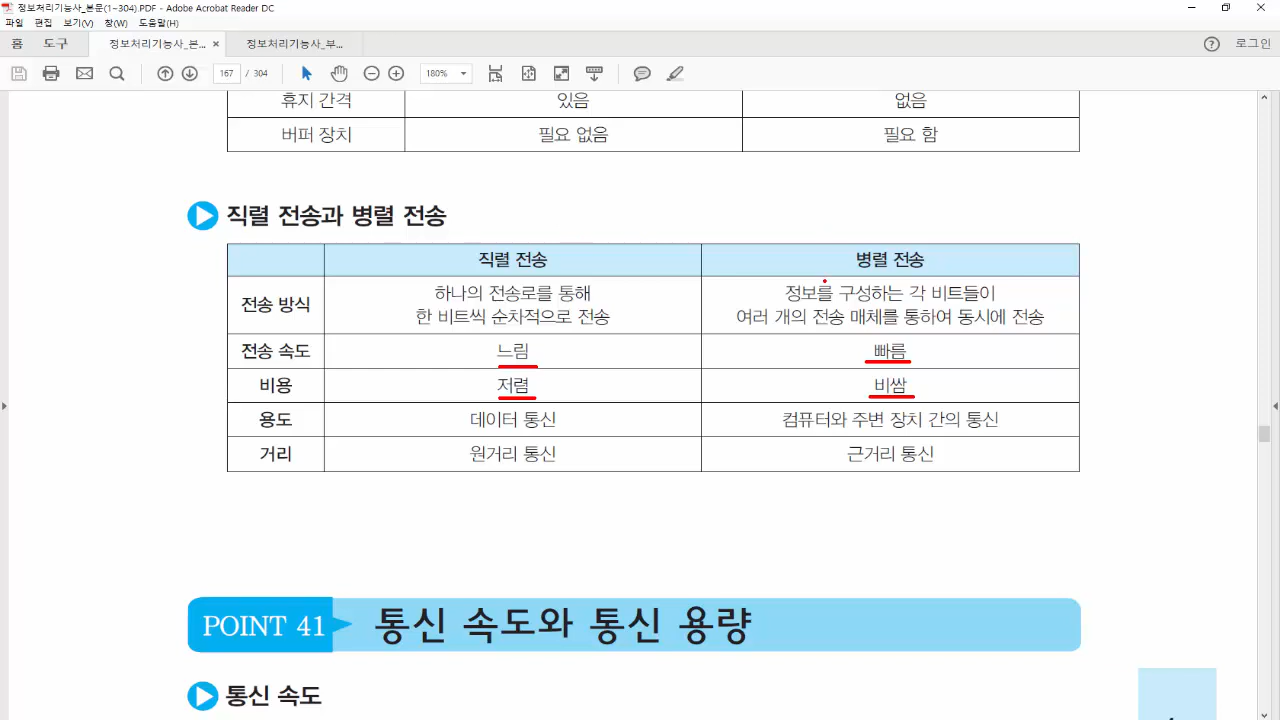 정보처리기능사_본문(1~304).PDF - Adobe Acrobat Reader DC
파일 편집 보기(V) 창(W) 도움말(H)
홈 도구 정보처리기능사_본... × 정보처리기능사_부... 로그인
167 / 304 180%
휴지 간격 있음 없음
버퍼 장치 필요 없음 필요 함
직렬 전송과 병렬 전송
직렬 전송 병렬 전송
전송 방식 하나의 전송로를 통해 정보를 구성하는 각 비트들이
한 비트씩 순차적으로 전송 여러 개의 전송 매체를 통하여 동시에 전송
전송 속도 느림 빠름
비용 저렴 비쌈
용도 데이터 통신 컴퓨터와 주변 장치 간의 통신
거리 원거리 통신 근거리 통신
POINT 41 통신 속도와 통신 용량
통신 속도